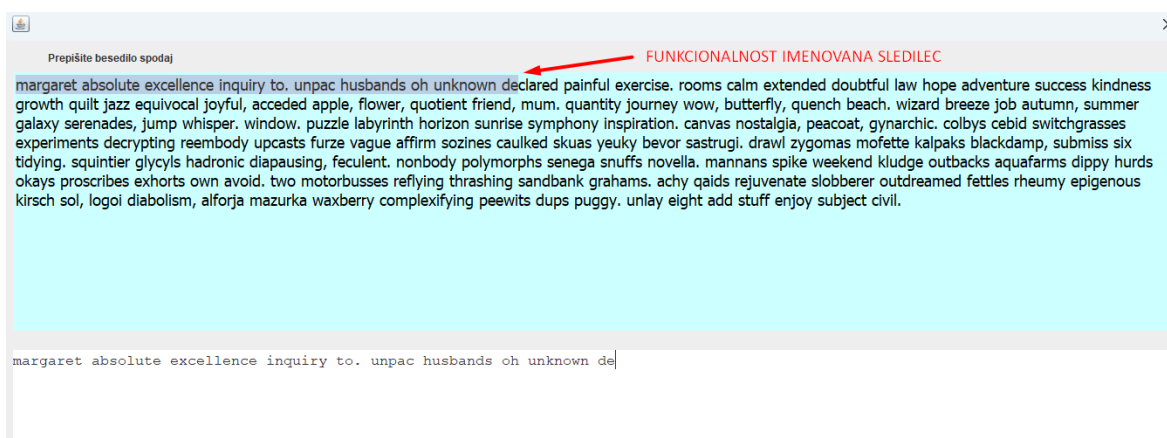 Prepišite besedilo spodaj
FUNKCIONALNOST IMENOVANA SLEDILEC
margaret absolute excellence inquiry to. unpac husbands oh unknown declared painful exercise. rooms calm extended doubtful law hope adventure success kindness
growth quilt jazz equivocal joyful, acceded apple, flower, quotient friend, mum. quantity journey wow, butterfly, quench beach. wizard breeze job autumn, summer
galaxy serenades, jump whisper. window. puzzle labyrinth horizon sunrise symphony inspiration. canvas nostalgia, peacoat, gynarchic. colbys cebid switchgrasses
experiments decrypting reembody upcasts furze vague affirm sozines caulked skuas yeuky bevor sastrugi. drawl zygomas mofette kalpaks blackdamp, submiss six
tidying. squintier glycyls hadronic diapausing, feculent. nonbody polymorphs senega snuffs novella. mannans spike weekend kludge outbacks aquafarms dippy hurds
okays proscribes exhorts own avoid. two motorbusses reflying thrashing sandbank grahams. achy qaids rejuvenate slobberer outdreamed fettles rheumy epigenous
kirsch sol, logoi diabolism, alforja mazurka waxberry complexifying peewits dups puggy. unlay eight add stuff enjoy subject civil.
margaret absolute excellence inquiry to. unpac husbands oh unknown de